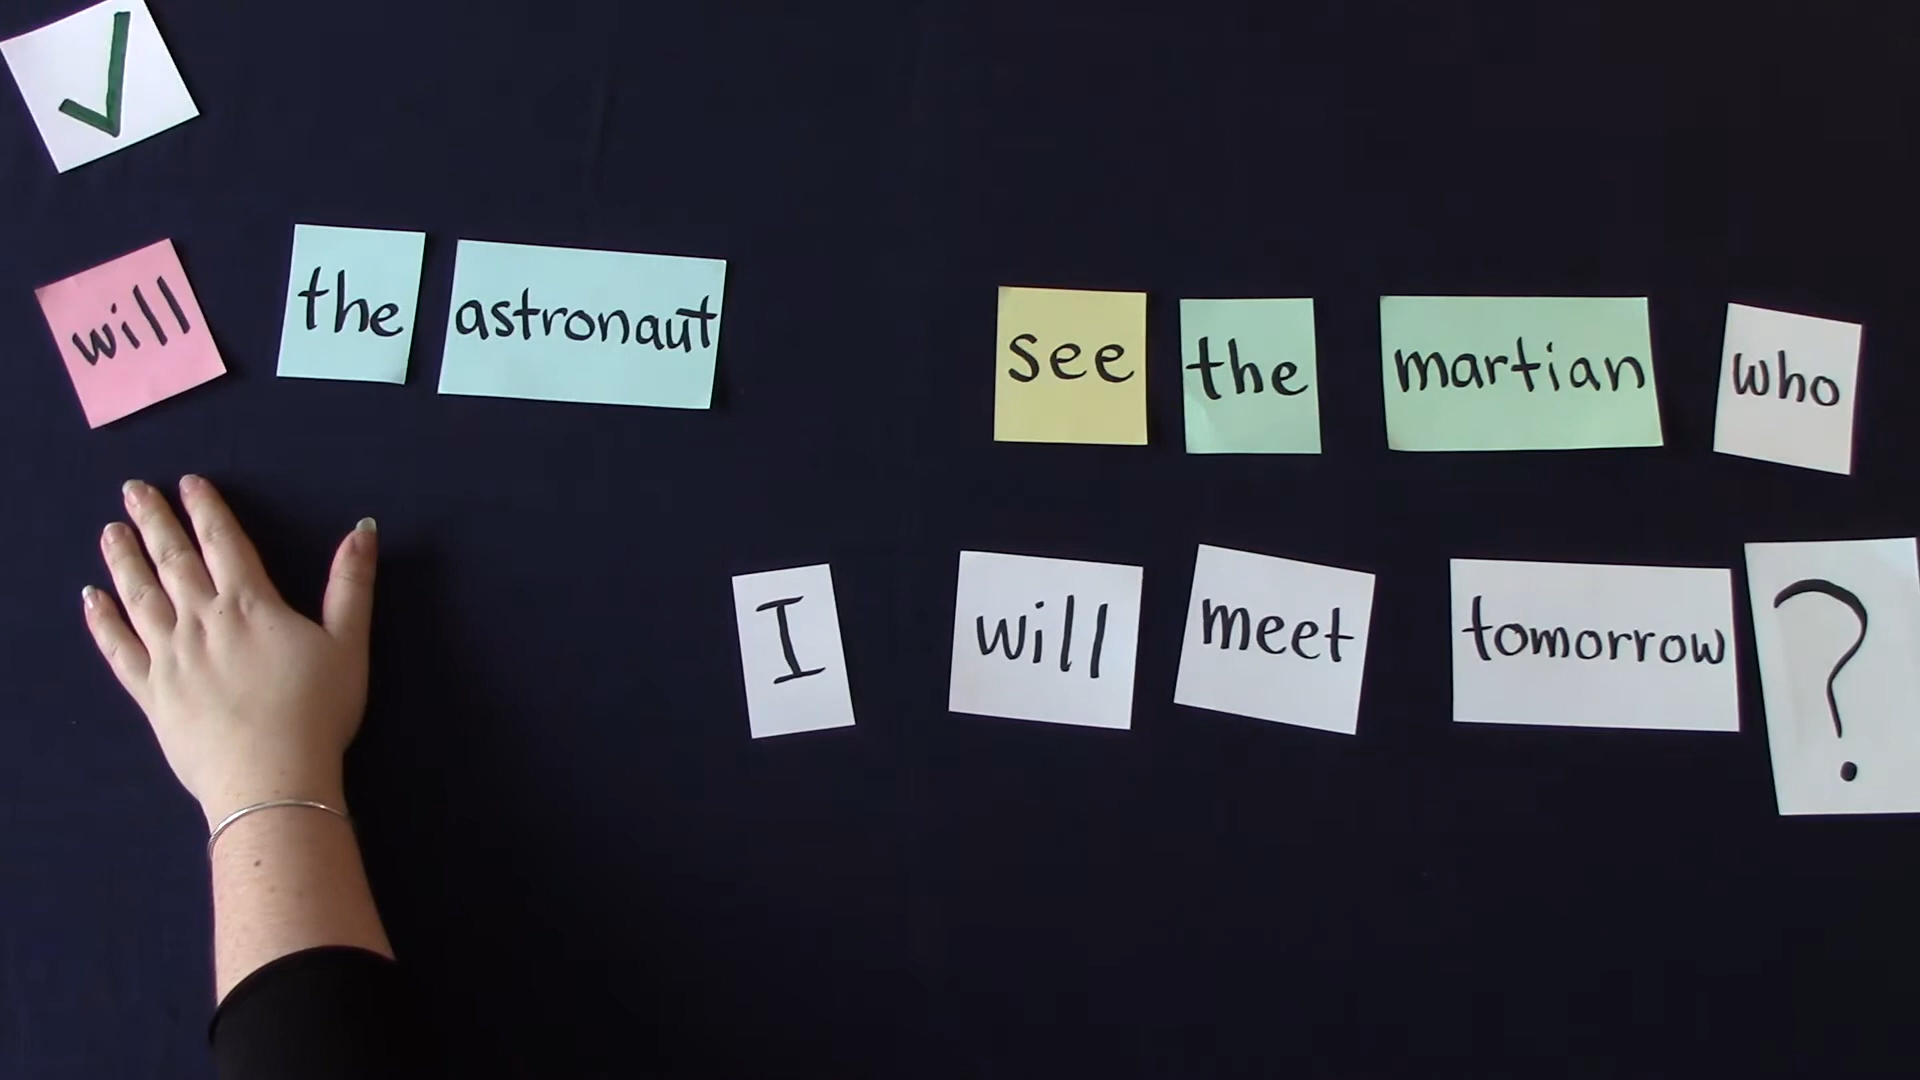 ✓
will the astronaut see the martian who
I will meet tomorrow ?